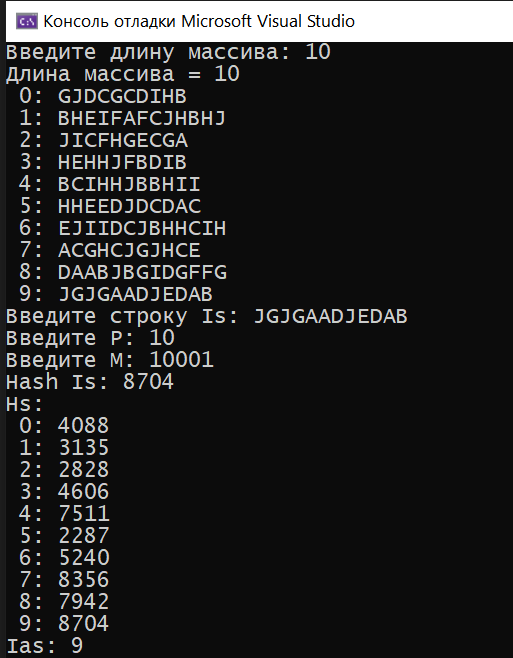 C:\ Консоль отладки Microsoft Visual Studio
Введите длину массива: 10
Длина массива = 10
0: GJDCGCDIHB
1: BHEIFAFCJHBHJ
2: JICFHGECGA
3: HEHHJFBDIB
4: BCIHHJBBHII
5: HHEEDJDCDAC
6: EJIIDCJBHHCIH
7: ACGHCJGJHCE
8: DAABJBGIDGFFG
9: JGJGAADJEDAB
Введите строку Is: JGJGAADJEDAB
Введите P: 10
Введите M: 10001
Hash Is: 8704
Hs:
0: 4088
1: 3135
2: 2828
3: 4606
4: 7511
5: 2287
6: 5240
7: 8356
8: 7942
9: 8704
Ias: 9